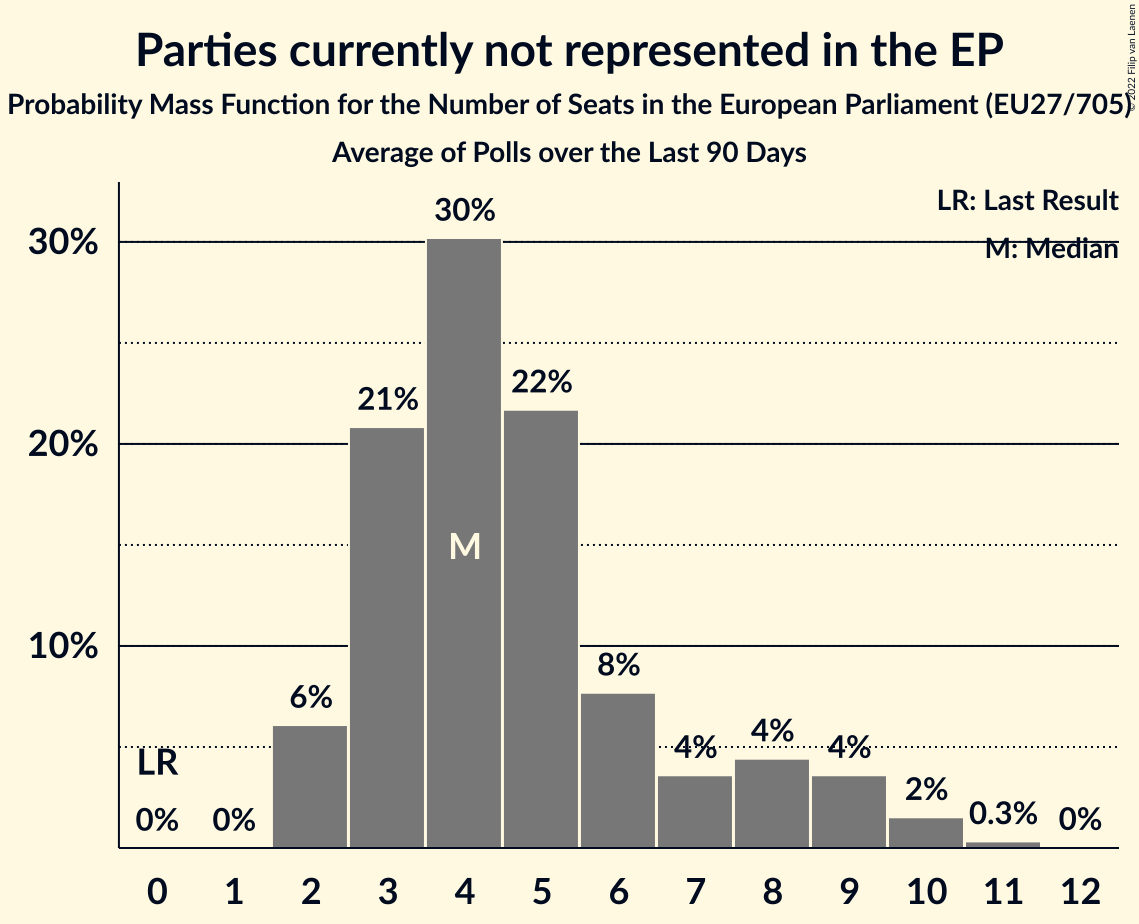 Parties currently not represented in the EP
Probability Mass Function for the Number of Seats in the European Parliament (EU27/705)
Average of Polls over the Last 90 Days
© 2022 Filip van Laenen
LR: Last Result
M: Median
30%
20%
10%
LR
0%
0%
6%
21%
30%
M
22%
8%
4%
4%
4%
2%
0.3%
0%
0 1 2 3 4 5 6 7 8 9 10 11 12